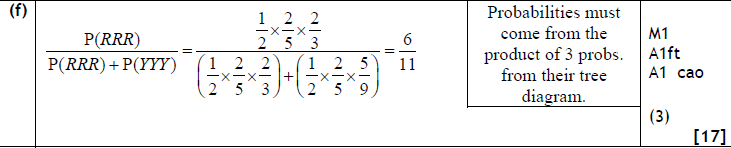 (f)
P(RRR) / (P(RRR) + P(YYY)) = (1/2 × 2/5 × 2/3) / ((1/2 × 2/5 × 2/3) + (1/2 × 2/5 × 5/9)) = 6/11
Probabilities must
come from the
product of 3 probs.
from their tree
diagram.
M1
A1ft
A1 cao
(3)
[17]